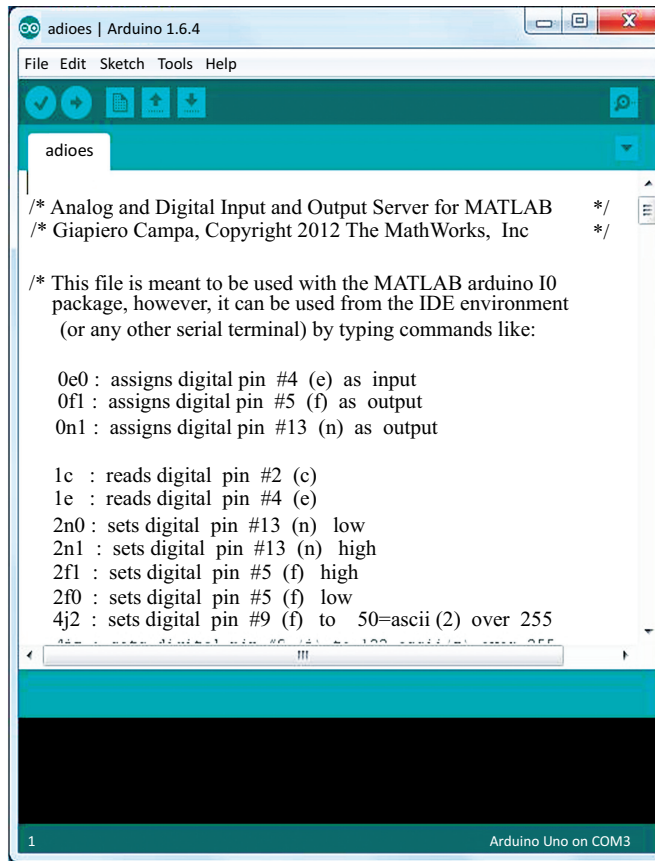 adioes | Arduino 1.6.4
File Edit Sketch Tools Help
adioes
/* Analog and Digital Input and Output Server for MATLAB */
/* Giapiero Campa, Copyright 2012 The MathWorks, Inc */
/* This file is meant to be used with the MATLAB arduino I0
package, however, it can be used from the IDE environment
(or any other serial terminal) by typing commands like:
0e0 : assigns digital pin #4 (e) as input
0f1 : assigns digital pin #5 (f) as output
0n1 : assigns digital pin #13 (n) as output
1c : reads digital pin #2 (c)
1e : reads digital pin #4 (e)
2n0 : sets digital pin #13 (n) low
2n1 : sets digital pin #13 (n) high
2f1 : sets digital pin #5 (f) high
2f0 : sets digital pin #5 (f) low
4j2 : sets digital pin #9 (f) to 50=ascii (2) over 255
1 Arduino Uno on COM3